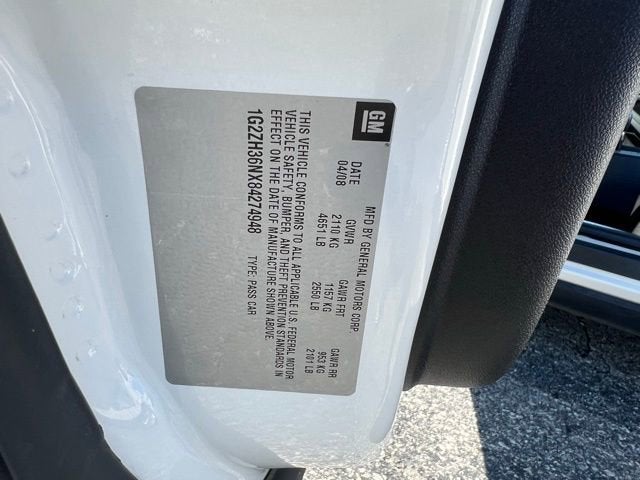 GM
MFD BY GENERAL MOTORS CORP.
DATE GVWR GAWR FRT GAWR RR
04/08 2110 KG 1157 KG 953 KG
4651 LB 2550 LB 2101 LB
THIS VEHICLE CONFORMS TO ALL APPLICABLE U.S. FEDERAL MOTOR
VEHICLE SAFETY, BUMPER, AND THEFT PREVENTION STANDARDS IN
EFFECT ON THE DATE OF MANUFACTURE SHOWN ABOVE.
1G2ZH36NX84274948 TYPE: PASS CAR